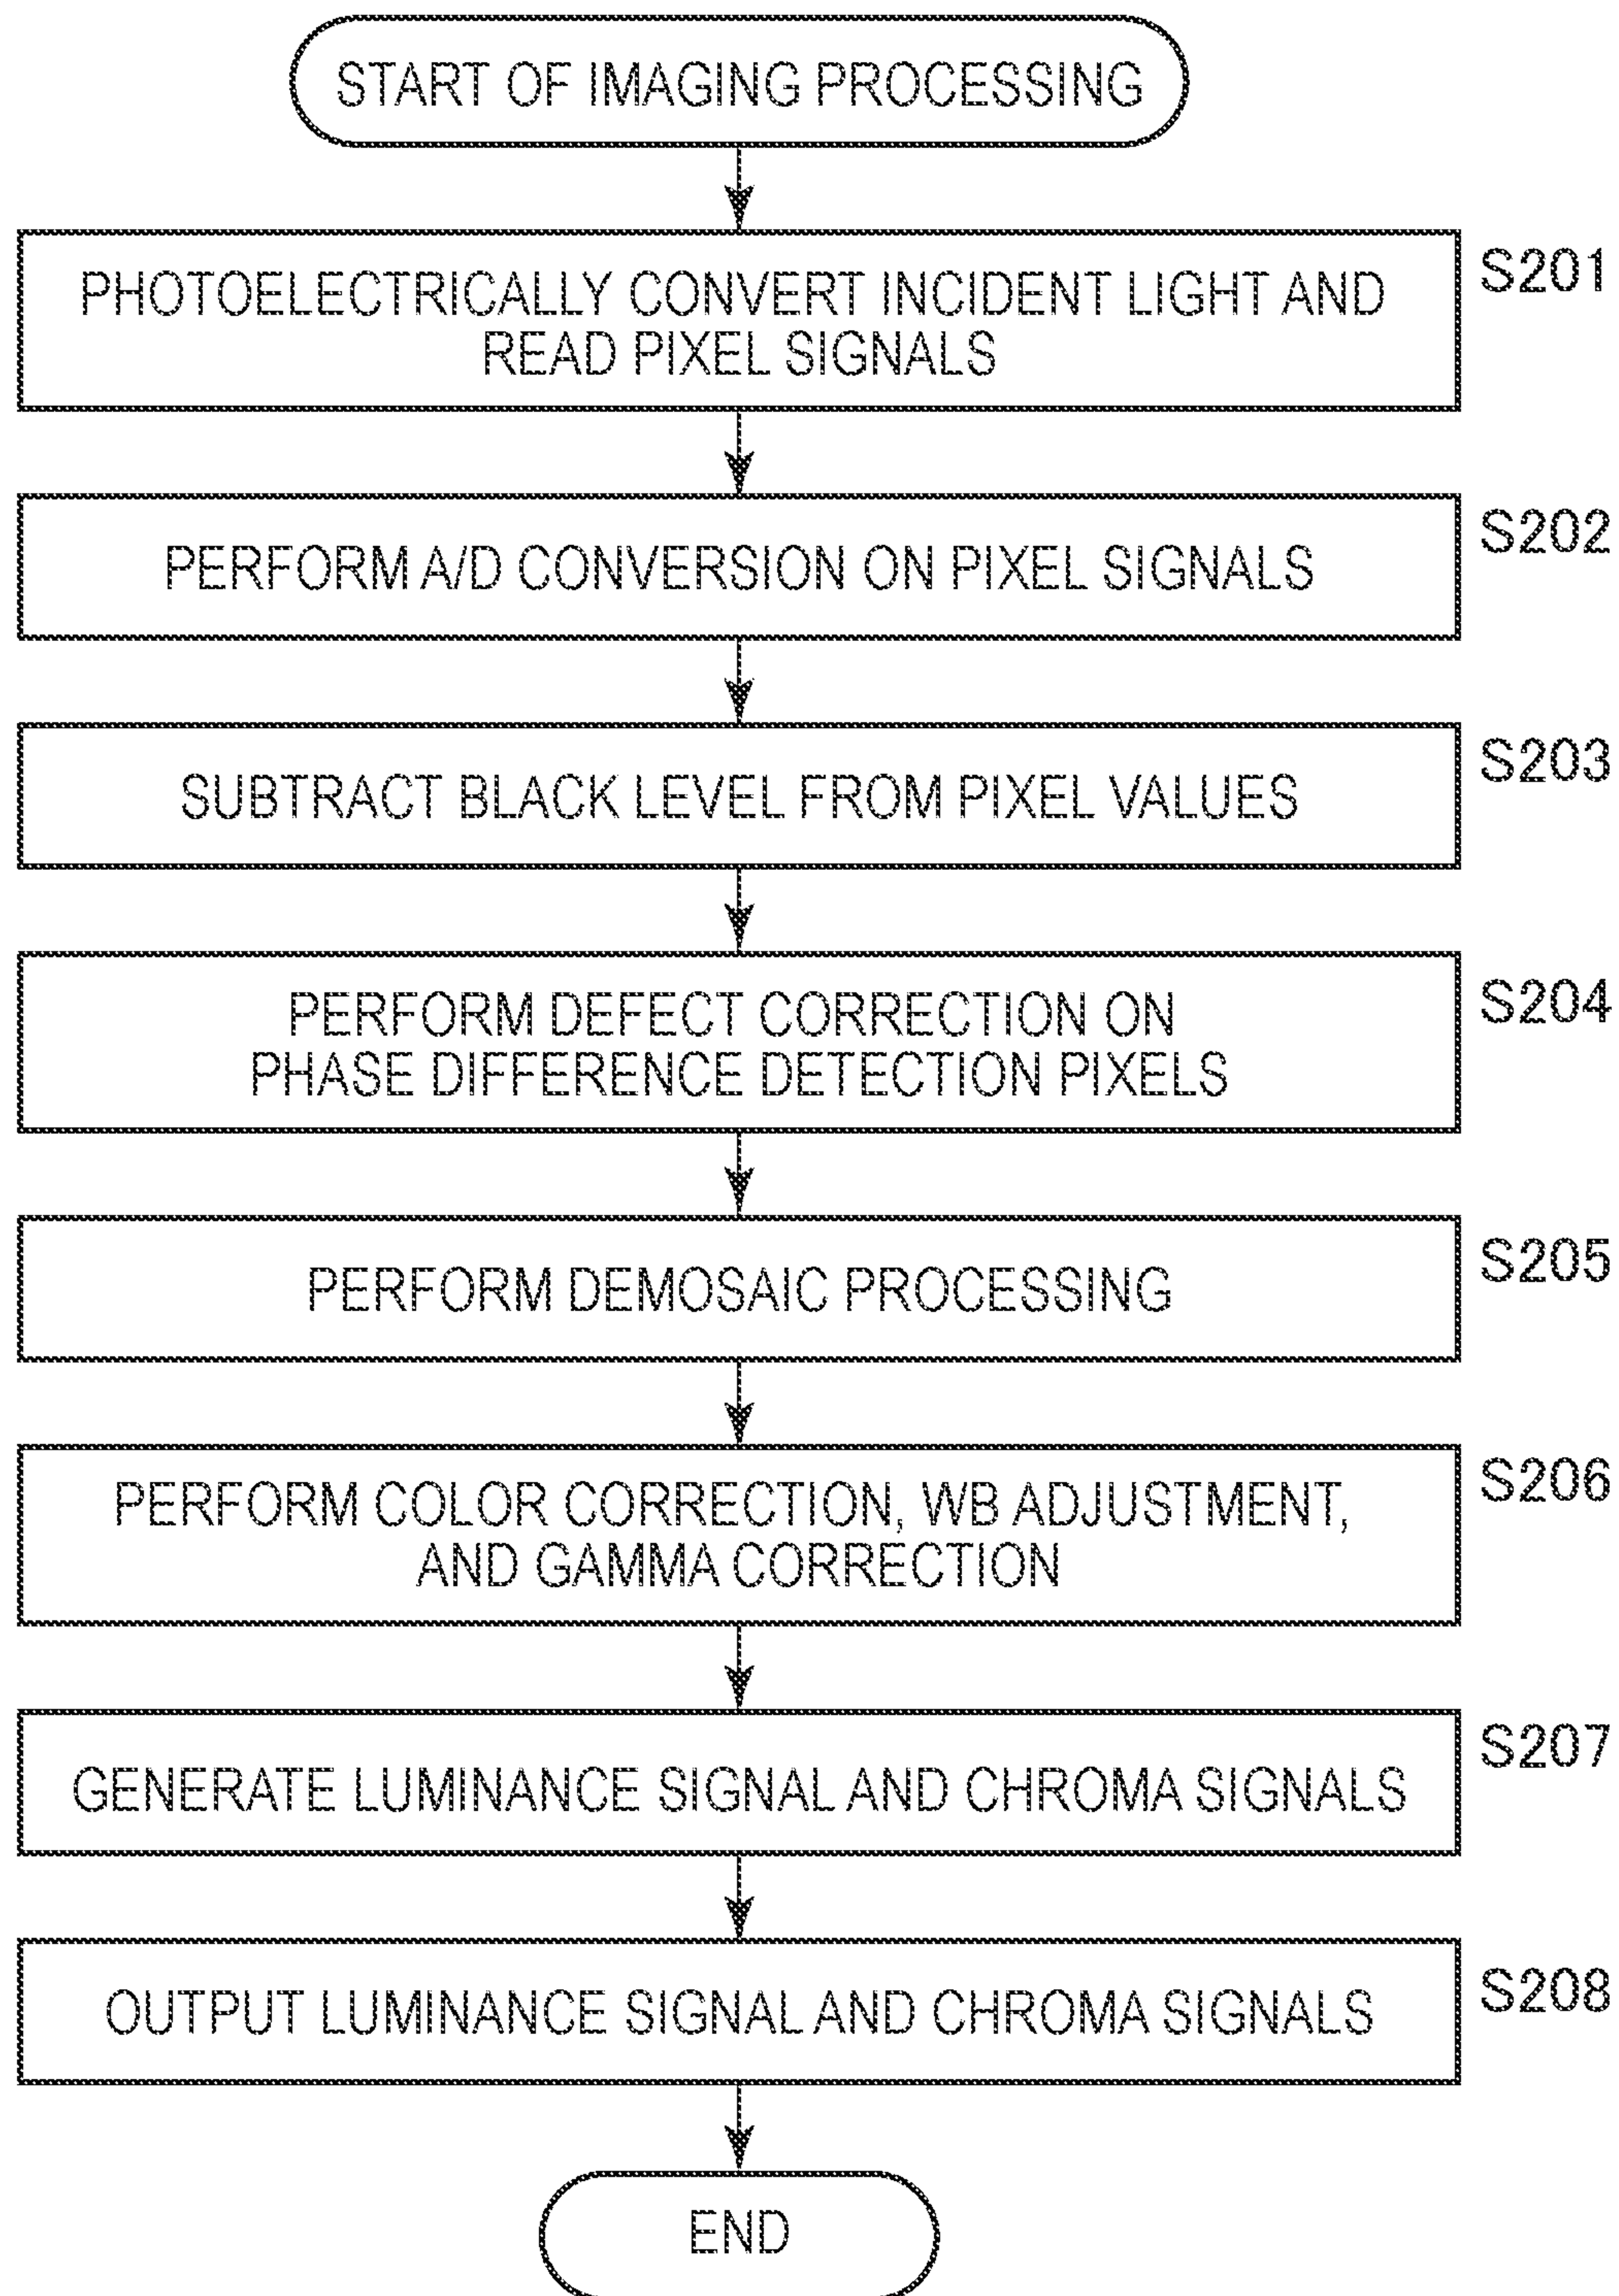 START OF IMAGING PROCESSING
PHOTOELECTRICALLY CONVERT INCIDENT LIGHT AND
READ PIXEL SIGNALS
S201
PERFORM A/D CONVERSION ON PIXEL SIGNALS
S202
SUBTRACT BLACK LEVEL FROM PIXEL VALUES
S203
PERFORM DEFECT CORRECTION ON
PHASE DIFFERENCE DETECTION PIXELS
S204
PERFORM DEMOSAIC PROCESSING
S205
PERFORM COLOR CORRECTION, WB ADJUSTMENT,
AND GAMMA CORRECTION
S206
GENERATE LUMINANCE SIGNAL AND CHROMA SIGNALS
S207
OUTPUT LUMINANCE SIGNAL AND CHROMA SIGNALS
S208
END